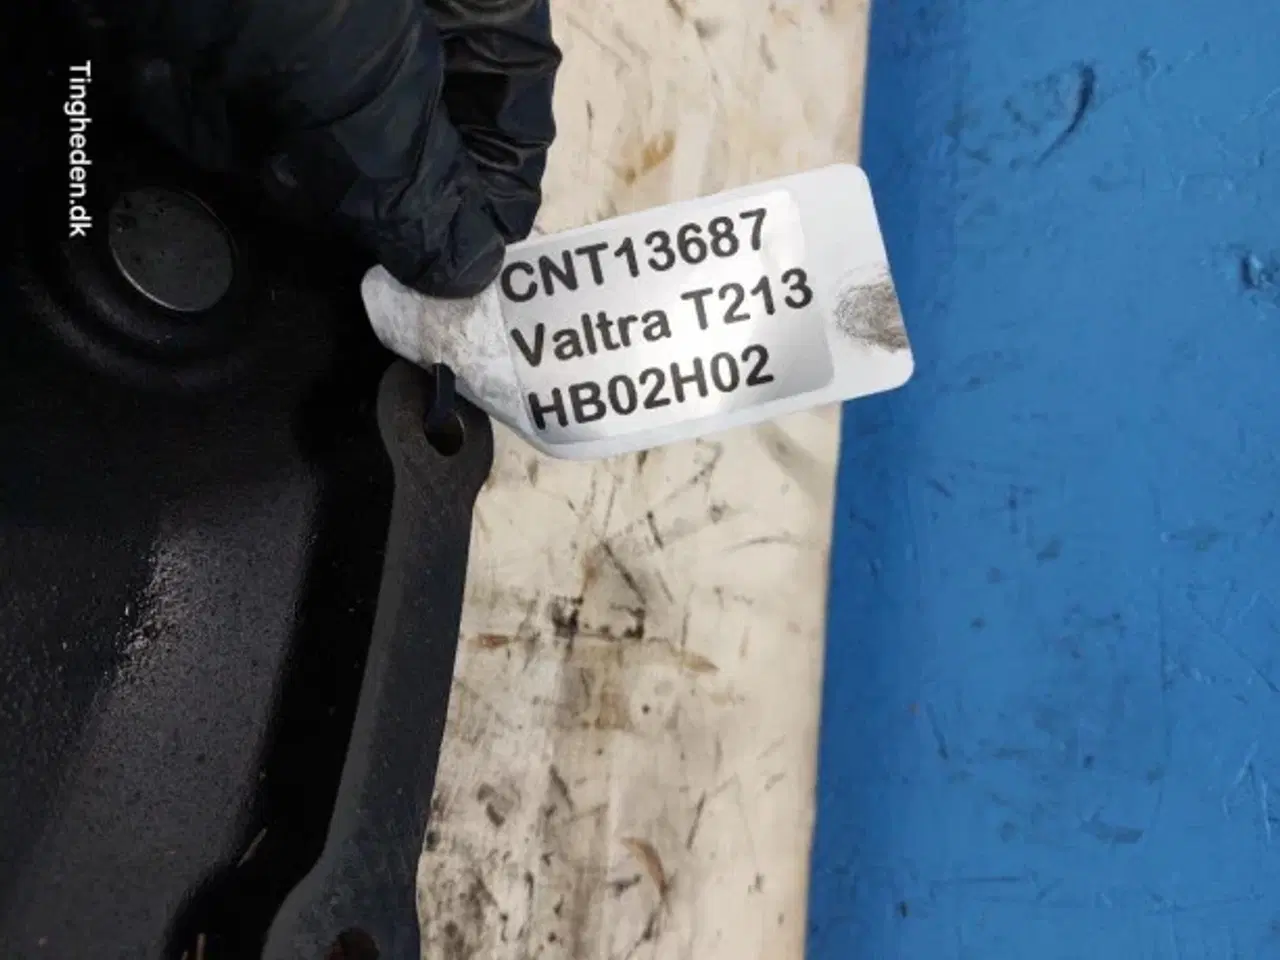 Tingheden.dk
CNT13687
Valtra T213
HB02H02